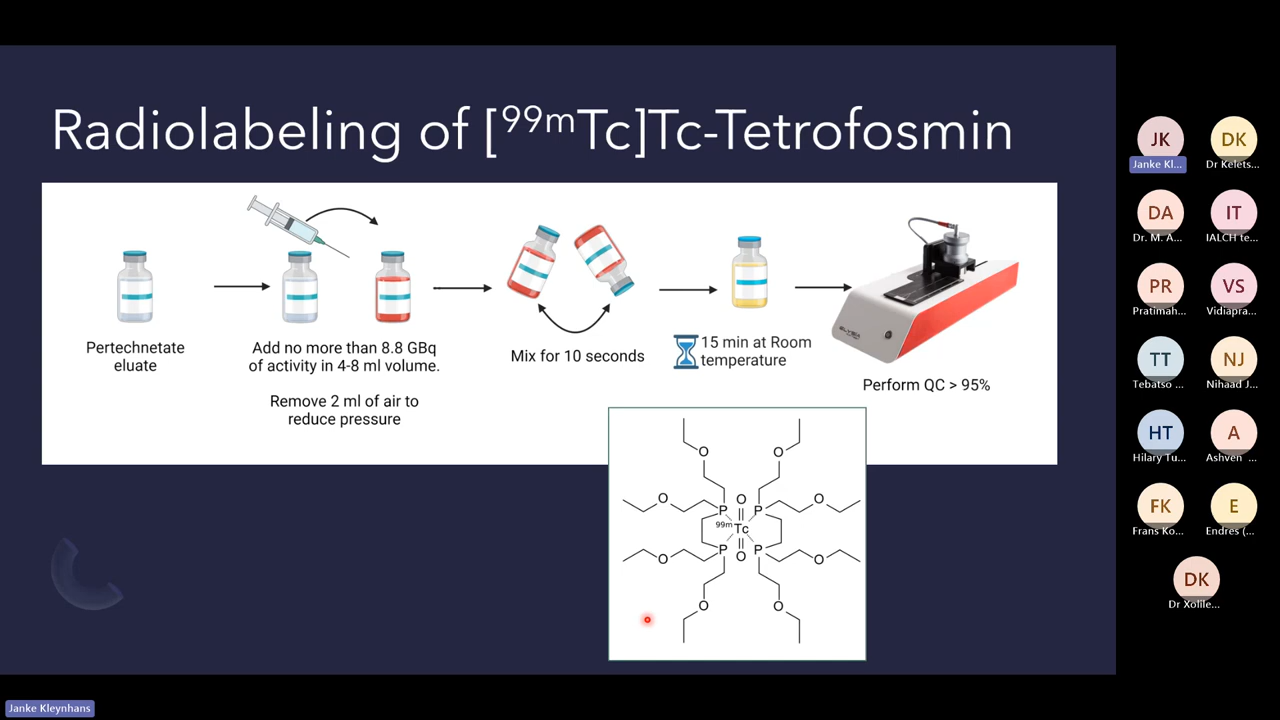 Radiolabeling of [⁹⁹ᵐTc]Tc-Tetrofosmin
Pertechnetate
eluate
Add no more than 8.8 GBq
of activity in 4-8 ml volume.
Remove 2 ml of air to
reduce pressure
Mix for 10 seconds
15 min at Room
temperature
Perform QC > 95%
O
O
O
O
O
O
P
P
⁹⁹ᵐTc
P
P
O
O
O
O
JK
Janke Kl...
DK
Dr Kelets...
DA
Dr. M. A...
IT
IALCH te...
PR
Pratimah...
VS
Vidiapra...
TT
Tebatso ...
NJ
Nihaad J...
HT
Hilary Tu...
A
Ashven ...
FK
Frans Ko...
E
Endres (...
DK
Dr Xolile...
Janke Kleynhans